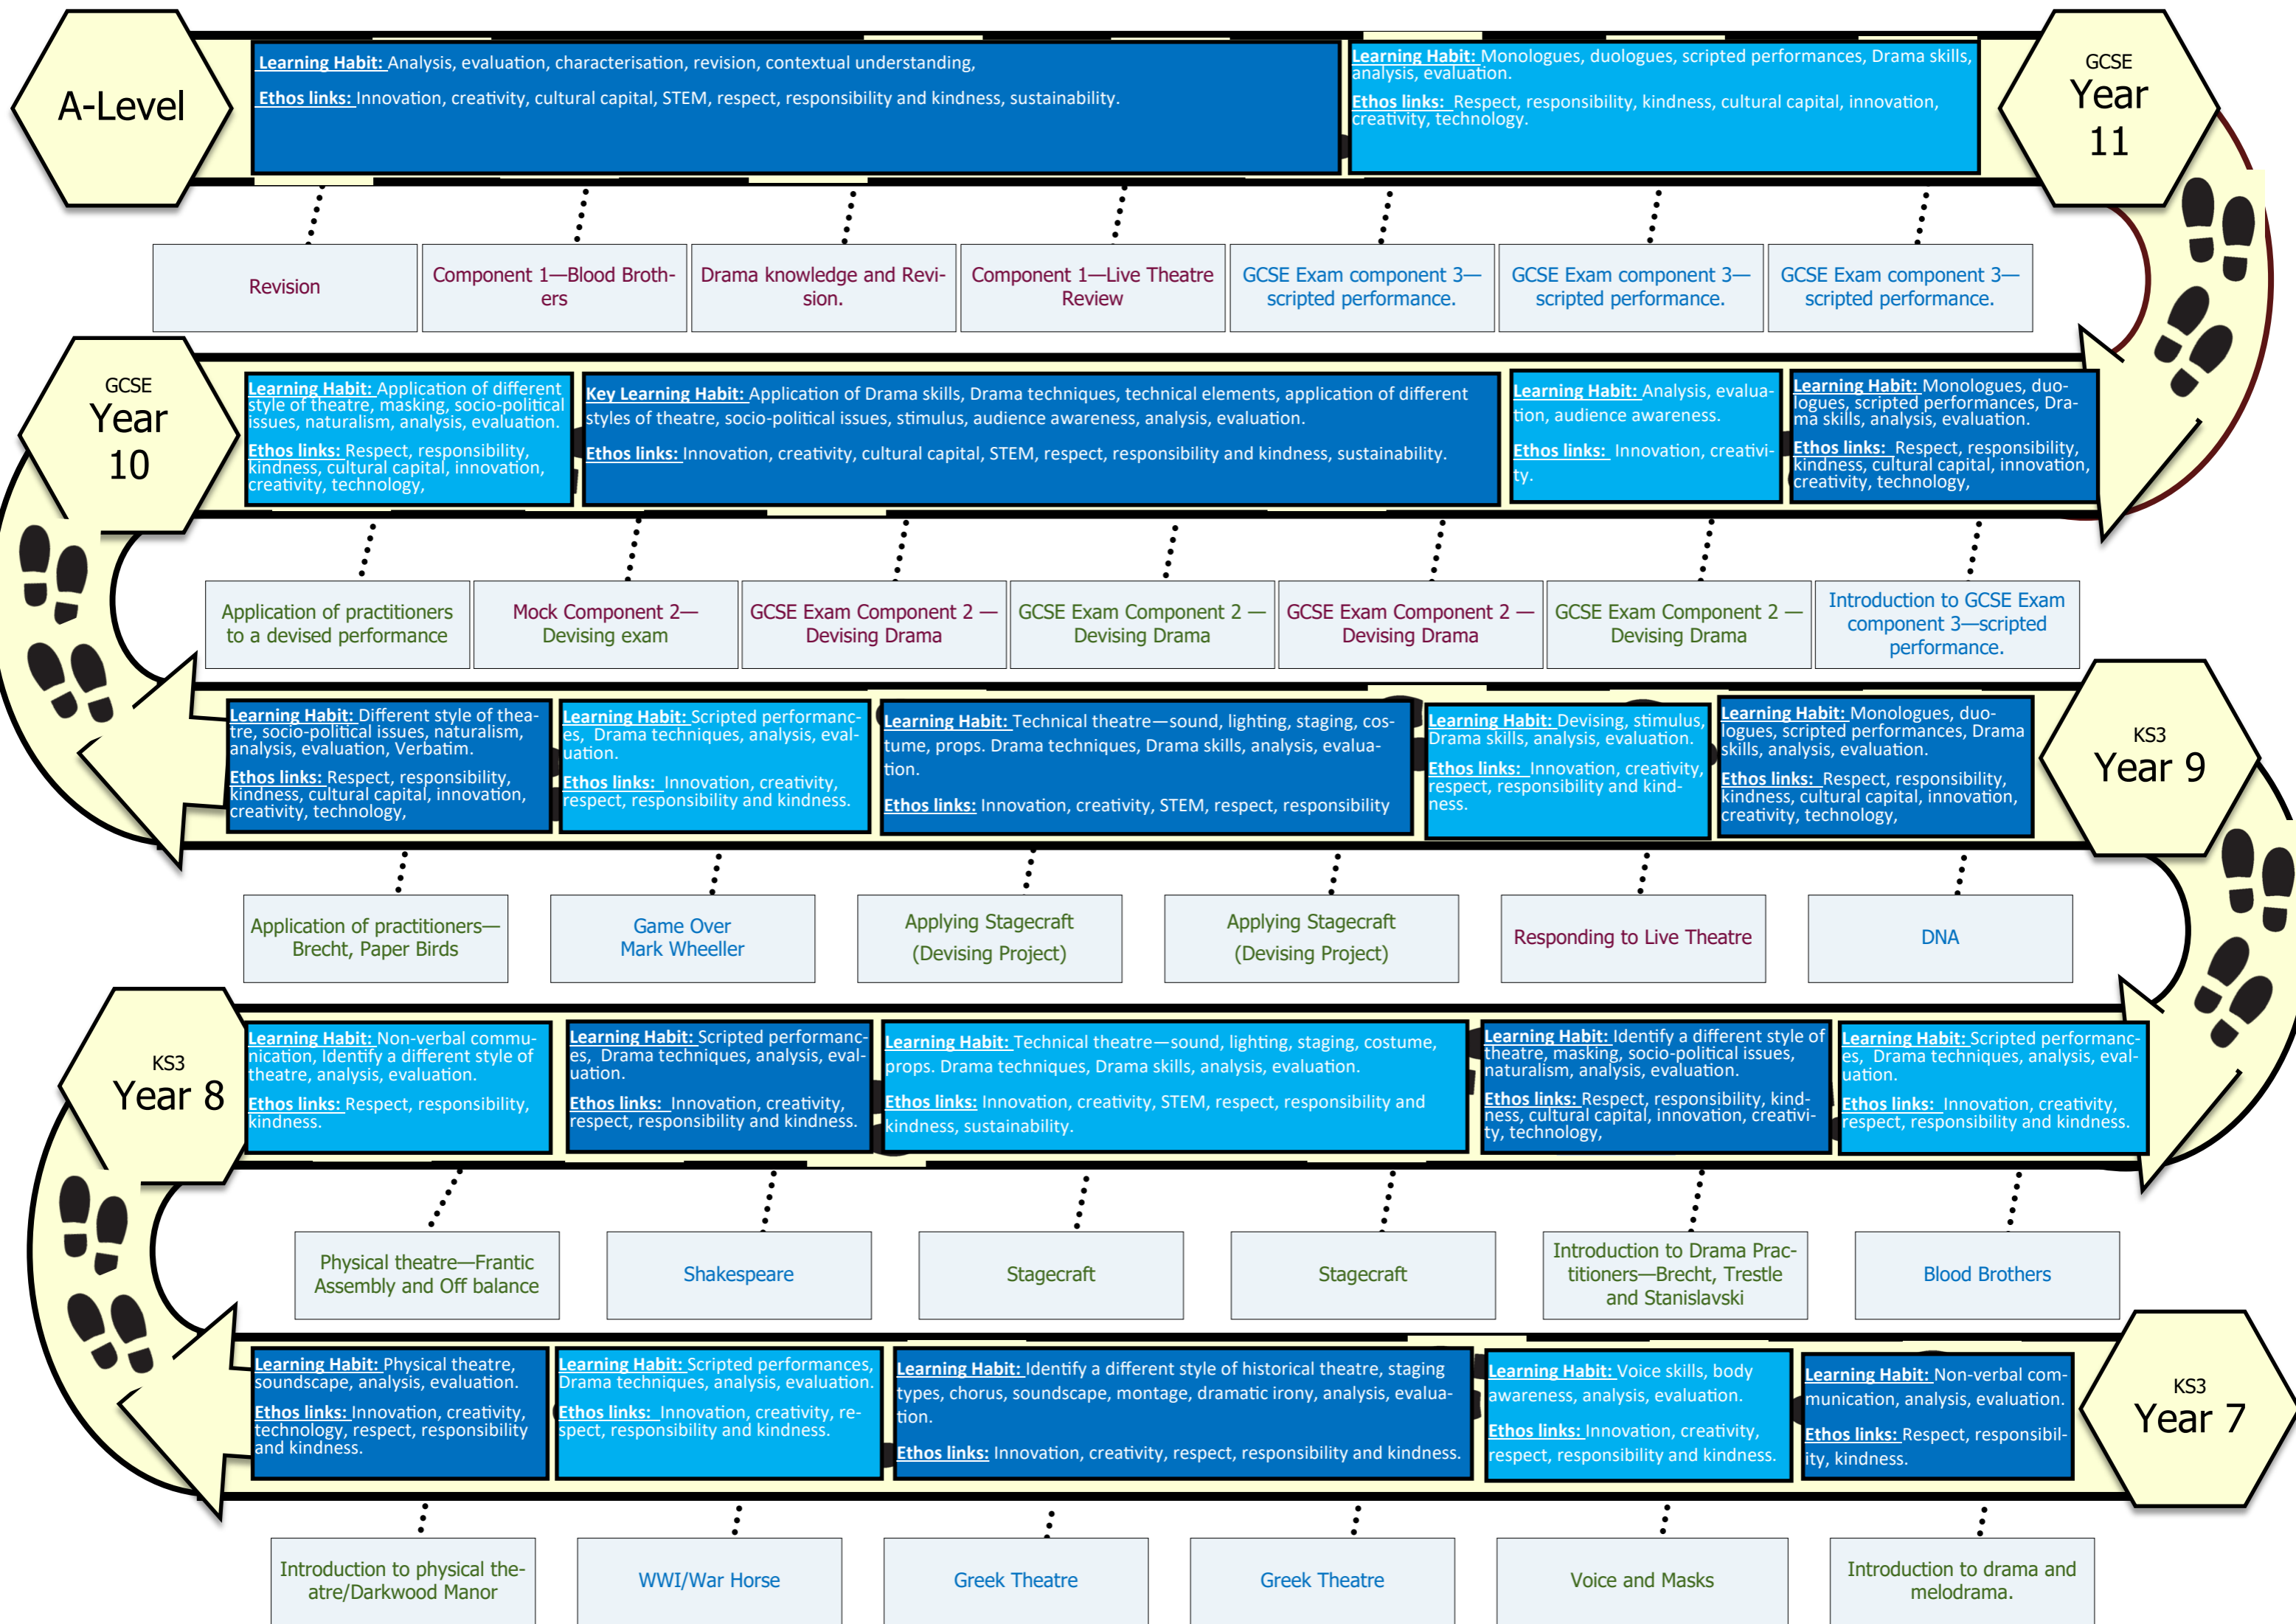 A-Level
Learning Habit: Analysis, evaluation, characterisation, revision, contextual understanding,
Ethos links: Innovation, creativity, cultural capital, STEM, respect, responsibility and kindness, sustainability.
Learning Habit: Monologues, duologues, scripted performances, Drama skills,
analysis, evaluation.
Ethos links: Respect, responsibility, kindness, cultural capital, innovation,
creativity, technology.
GCSE
Year
11
Revision
Component 1—Blood Broth-
ers
Drama knowledge and Revi-
sion.
Component 1—Live Theatre
Review
GCSE Exam component 3—
scripted performance.
GCSE Exam component 3—
scripted performance.
GCSE Exam component 3—
scripted performance.
GCSE
Year
10
Learning Habit: Application of different
style of theatre, masking, socio-political
issues, naturalism, analysis, evaluation.
Ethos links: Respect, responsibility,
kindness, cultural capital, innovation,
creativity, technology,
Key Learning Habit: Application of Drama skills, Drama techniques, technical elements, application of different
styles of theatre, socio-political issues, stimulus, audience awareness, analysis, evaluation.
Ethos links: Innovation, creativity, cultural capital, STEM, respect, responsibility and kindness, sustainability.
Learning Habit: Analysis, evalua-
tion, audience awareness.
Ethos links: Innovation, creativi-
ty.
Learning Habit: Monologues, duo-
logues, scripted performances, Dra-
ma skills, analysis, evaluation.
Ethos links: Respect, responsibility,
kindness, cultural capital, innovation,
creativity, technology,
Application of practitioners
to a devised performance
Mock Component 2—
Devising exam
GCSE Exam Component 2 —
Devising Drama
GCSE Exam Component 2 —
Devising Drama
GCSE Exam Component 2 —
Devising Drama
GCSE Exam Component 2 —
Devising Drama
Introduction to GCSE Exam
component 3—scripted
performance.
Learning Habit: Different style of thea-
tre, socio-political issues, naturalism,
analysis, evaluation, Verbatim.
Ethos links: Respect, responsibility,
kindness, cultural capital, innovation,
creativity, technology,
Learning Habit: Scripted performanc-
es, Drama techniques, analysis, eval-
uation.
Ethos links: Innovation, creativity,
respect, responsibility and kindness.
Learning Habit: Technical theatre—sound, lighting, staging, cos-
tume, props. Drama techniques, Drama skills, analysis, evalua-
tion.
Ethos links: Innovation, creativity, STEM, respect, responsibility
Learning Habit: Devising, stimulus,
Drama skills, analysis, evaluation.
Ethos links: Innovation, creativity,
respect, responsibility and kind-
ness.
Learning Habit: Monologues, duo-
logues, scripted performances, Drama
skills, analysis, evaluation.
Ethos links: Respect, responsibility,
kindness, cultural capital, innovation,
creativity, technology,
KS3
Year 9
Application of practitioners—
Brecht, Paper Birds
Game Over
Mark Wheeller
Applying Stagecraft
(Devising Project)
Applying Stagecraft
(Devising Project)
Responding to Live Theatre
DNA
KS3
Year 8
Learning Habit: Non-verbal commu-
nication, Identify a different style of
theatre, analysis, evaluation.
Ethos links: Respect, responsibility,
kindness.
Learning Habit: Scripted performanc-
es, Drama techniques, analysis, eval-
uation.
Ethos links: Innovation, creativity,
respect, responsibility and kindness.
Learning Habit: Technical theatre—sound, lighting, staging, costume,
props. Drama techniques, Drama skills, analysis, evaluation.
Ethos links: Innovation, creativity, STEM, respect, responsibility and
kindness, sustainability.
Learning Habit: Identify a different style of
theatre, masking, socio-political issues,
naturalism, analysis, evaluation.
Ethos links: Respect, responsibility, kind-
ness, cultural capital, innovation, creativi-
ty, technology,
Learning Habit: Scripted performanc-
es, Drama techniques, analysis, eval-
uation.
Ethos links: Innovation, creativity,
respect, responsibility and kindness.
Physical theatre—Frantic
Assembly and Off balance
Shakespeare
Stagecraft
Stagecraft
Introduction to Drama Prac-
titioners—Brecht, Trestle
and Stanislavski
Blood Brothers
Learning Habit: Physical theatre,
soundscape, analysis, evaluation.
Ethos links: Innovation, creativity,
technology, respect, responsibility
and kindness.
Learning Habit: Scripted performances,
Drama techniques, analysis, evaluation.
Ethos links: Innovation, creativity, re-
spect, responsibility and kindness.
Learning Habit: Identify a different style of historical theatre, staging
types, chorus, soundscape, montage, dramatic irony, analysis, evalua-
tion.
Ethos links: Innovation, creativity, respect, responsibility and kindness.
Learning Habit: Voice skills, body
awareness, analysis, evaluation.
Ethos links: Innovation, creativity,
respect, responsibility and kindness.
Learning Habit: Non-verbal com-
munication, analysis, evaluation.
Ethos links: Respect, responsibil-
ity, kindness.
KS3
Year 7
Introduction to physical the-
atre/Darkwood Manor
WWI/War Horse
Greek Theatre
Greek Theatre
Voice and Masks
Introduction to drama and
melodrama.